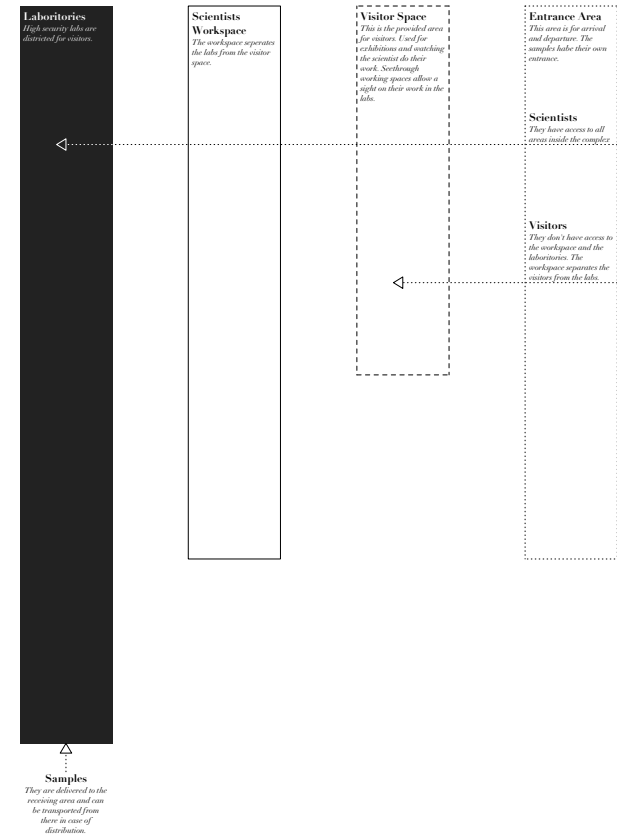 Laboritories
High security labs are
districted for visitors.
Scientists
Workspace
The workspace seperates
the labs from the visitor
space.
Visitor Space
This is the provided area
for visitors. Used for
exhibitions and watching
the scientist do their
work. Seethrough
working spaces allow a
sight on their work in the
labs.
Entrance Area
This area is for arrival
and departure. The
samples habe their own
entrance.
Scientists
They have access to all
areas inside the complex
Visitors
They don't have access to
the workspace and the
laboritories. The
workspace separates the
visitors from the labs.
Samples
They are delivered to the
receiving area and can
be transported from
there in case of
distribution.